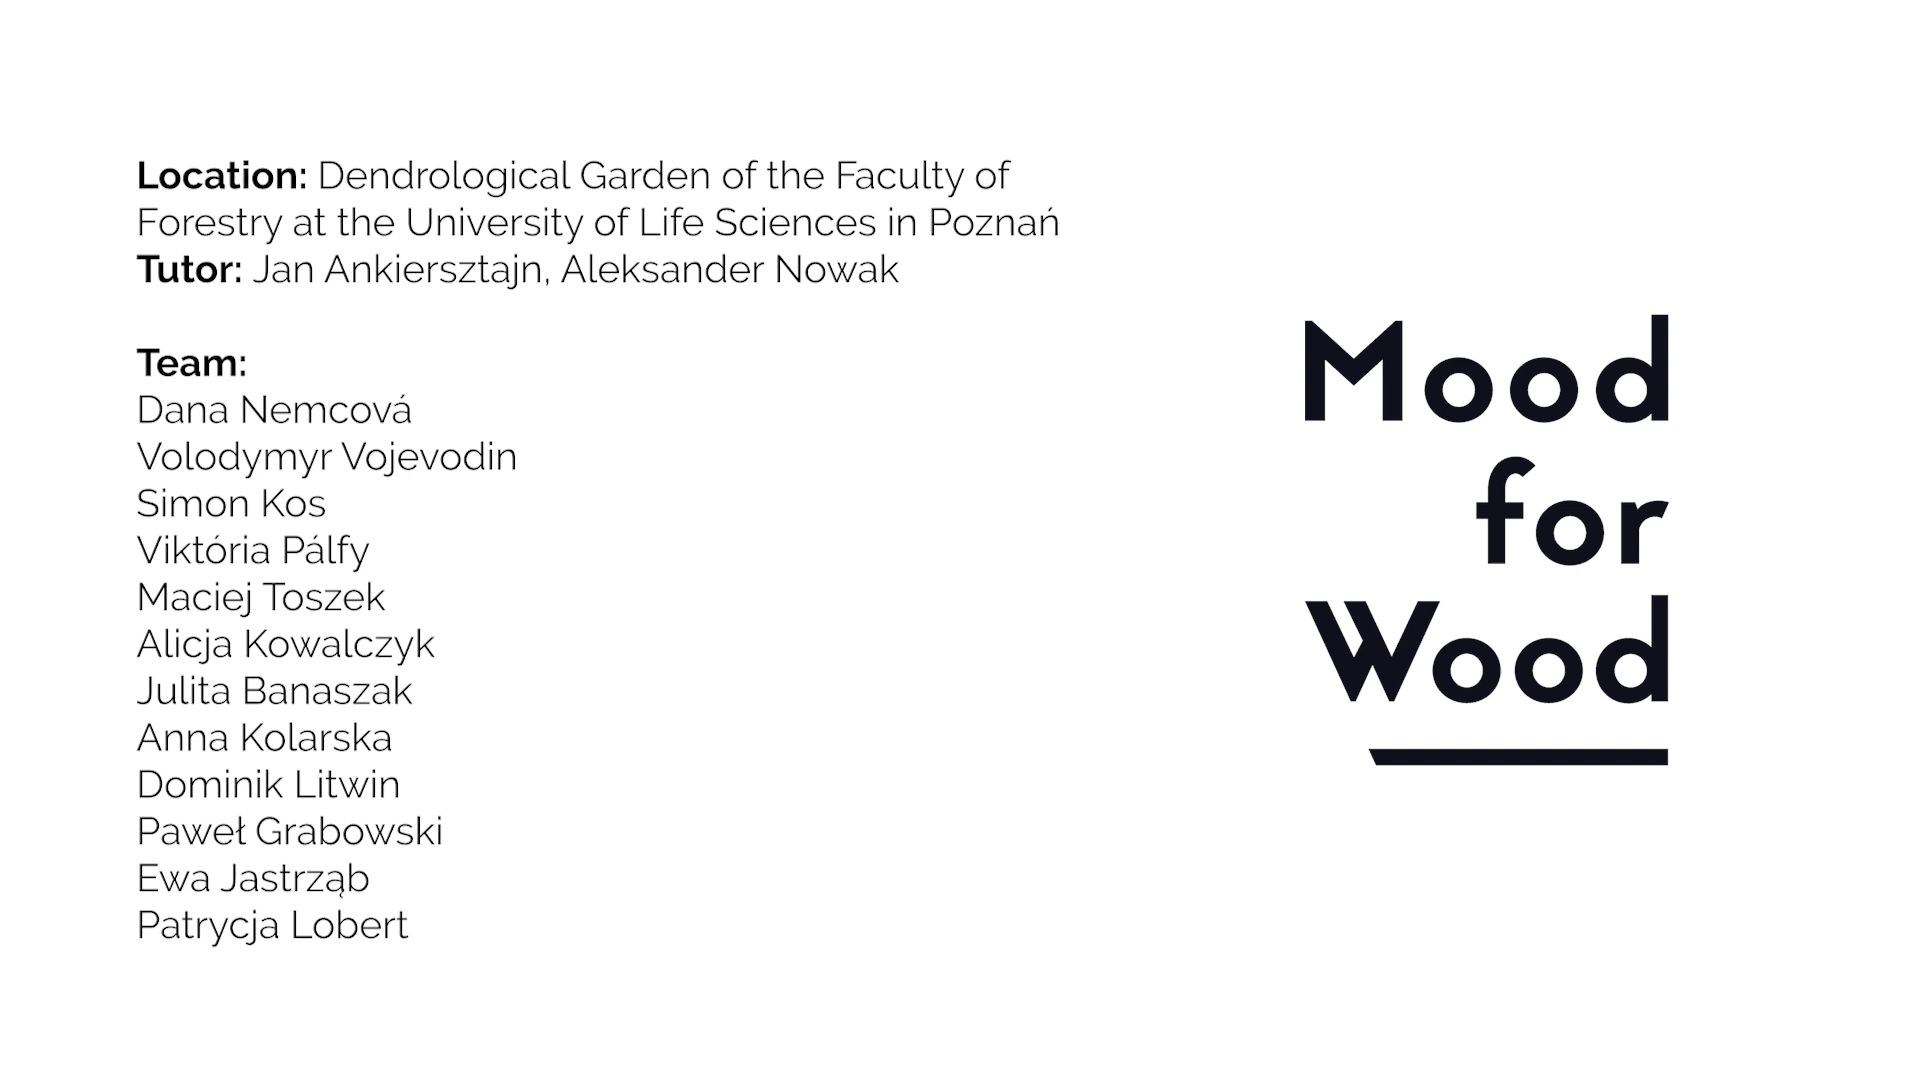 Location: Dendrological Garden of the Faculty of
Forestry at the University of Life Sciences in Poznań
Tutor: Jan Ankiersztajn, Aleksander Nowak
Team:
Dana Nemcová
Volodymyr Vojevodin
Simon Kos
Viktória Pálfy
Maciej Toszek
Alicja Kowalczyk
Julita Banaszak
Anna Kolarska
Dominik Litwin
Paweł Grabowski
Ewa Jastrząb
Patrycja Lobert
Mood
for
Wood